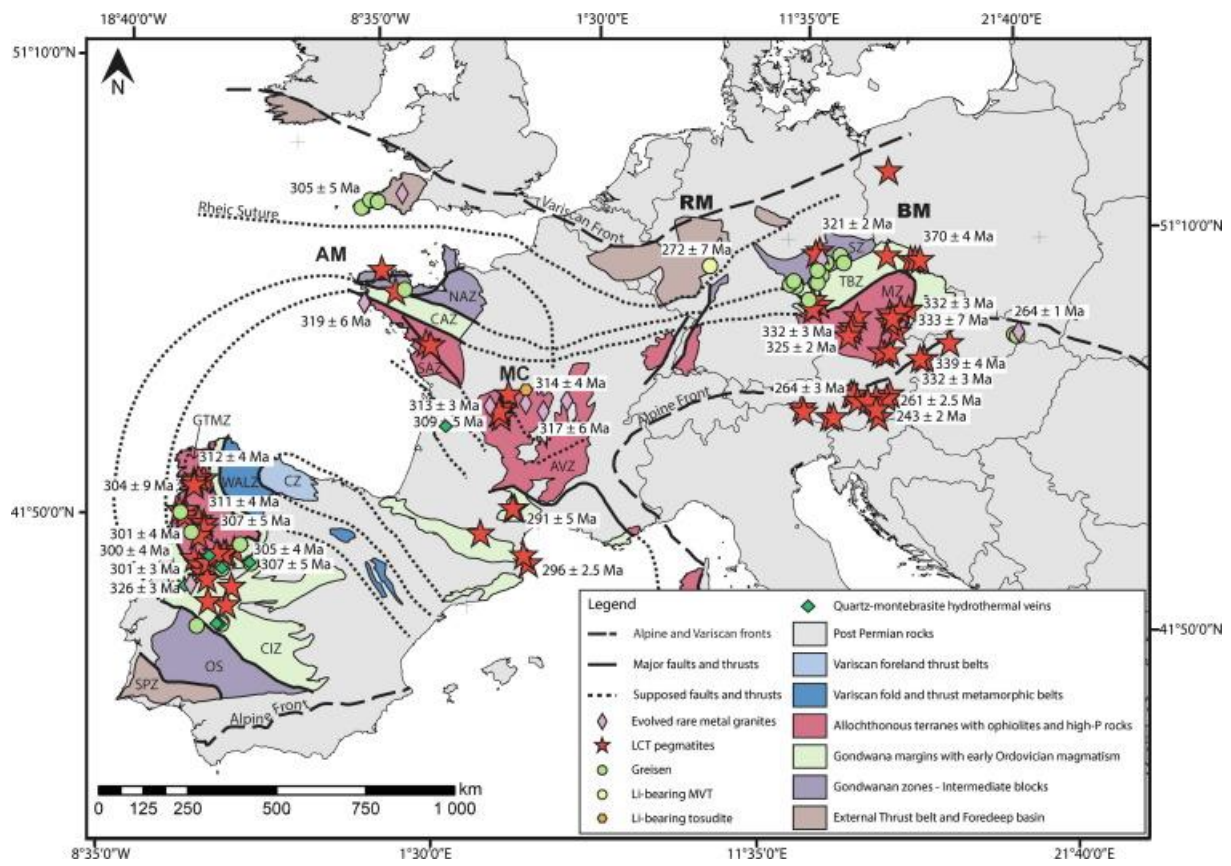 18°40'0"W 8°35'0"W 1°30'0"E 11°35'0"E 21°40'0"E
51°10'0"N
N
305 ± 5 Ma
Rheic Suture
Variscan Front
RM
BM
321 ± 2 Ma
370 ± 4 Ma
51°10'0"N
AM
272 ± 7 Ma
SZ
TBZ
MZ
NAZ
CAZ
SAZ
319 ± 6 Ma
332 ± 3 Ma
333 ± 7 Ma
264 ± 1 Ma
332 ± 3 Ma
325 ± 2 Ma
339 ± 4 Ma
332 ± 3 Ma
MC
314 ± 4 Ma
264 ± 3 Ma
261 ± 2.5 Ma
243 ± 2 Ma
313 ± 3 Ma
309 ± 5 Ma
317 ± 6 Ma
Alpine Front
AVZ
GTMZ
312 ± 4 Ma
WALZ
CZ
304 ± 9 Ma
311 ± 4 Ma
41°50'0"N
307 ± 5 Ma
291 ± 5 Ma
301 ± 4 Ma
300 ± 4 Ma
305 ± 4 Ma
307 ± 5 Ma
301 ± 3 Ma
296 ± 2.5 Ma
326 ± 3 Ma
41°50'0"N
CIZ
OS
SPZ
Alpine Front
Legend
Alpine and Variscan fronts
Major faults and thrusts
Supposed faults and thrusts
Evolved rare metal granites
LCT pegmatites
Greisen
Li-bearing MVT
Li-bearing tosudite
Quartz-montebrasite hydrothermal veins
Post Permian rocks
Variscan foreland thrust belts
Variscan fold and thrust metamorphic belts
Allochthonous terranes with ophiolites and high-P rocks
Gondwana margins with early Ordovician magmatism
Gondwanan zones - Intermediate blocks
External Thrust belt and Foredeep basin
km
0 125 250 500 750 1 000
8°35'0"W 1°30'0"E 11°35'0"E 21°40'0"E